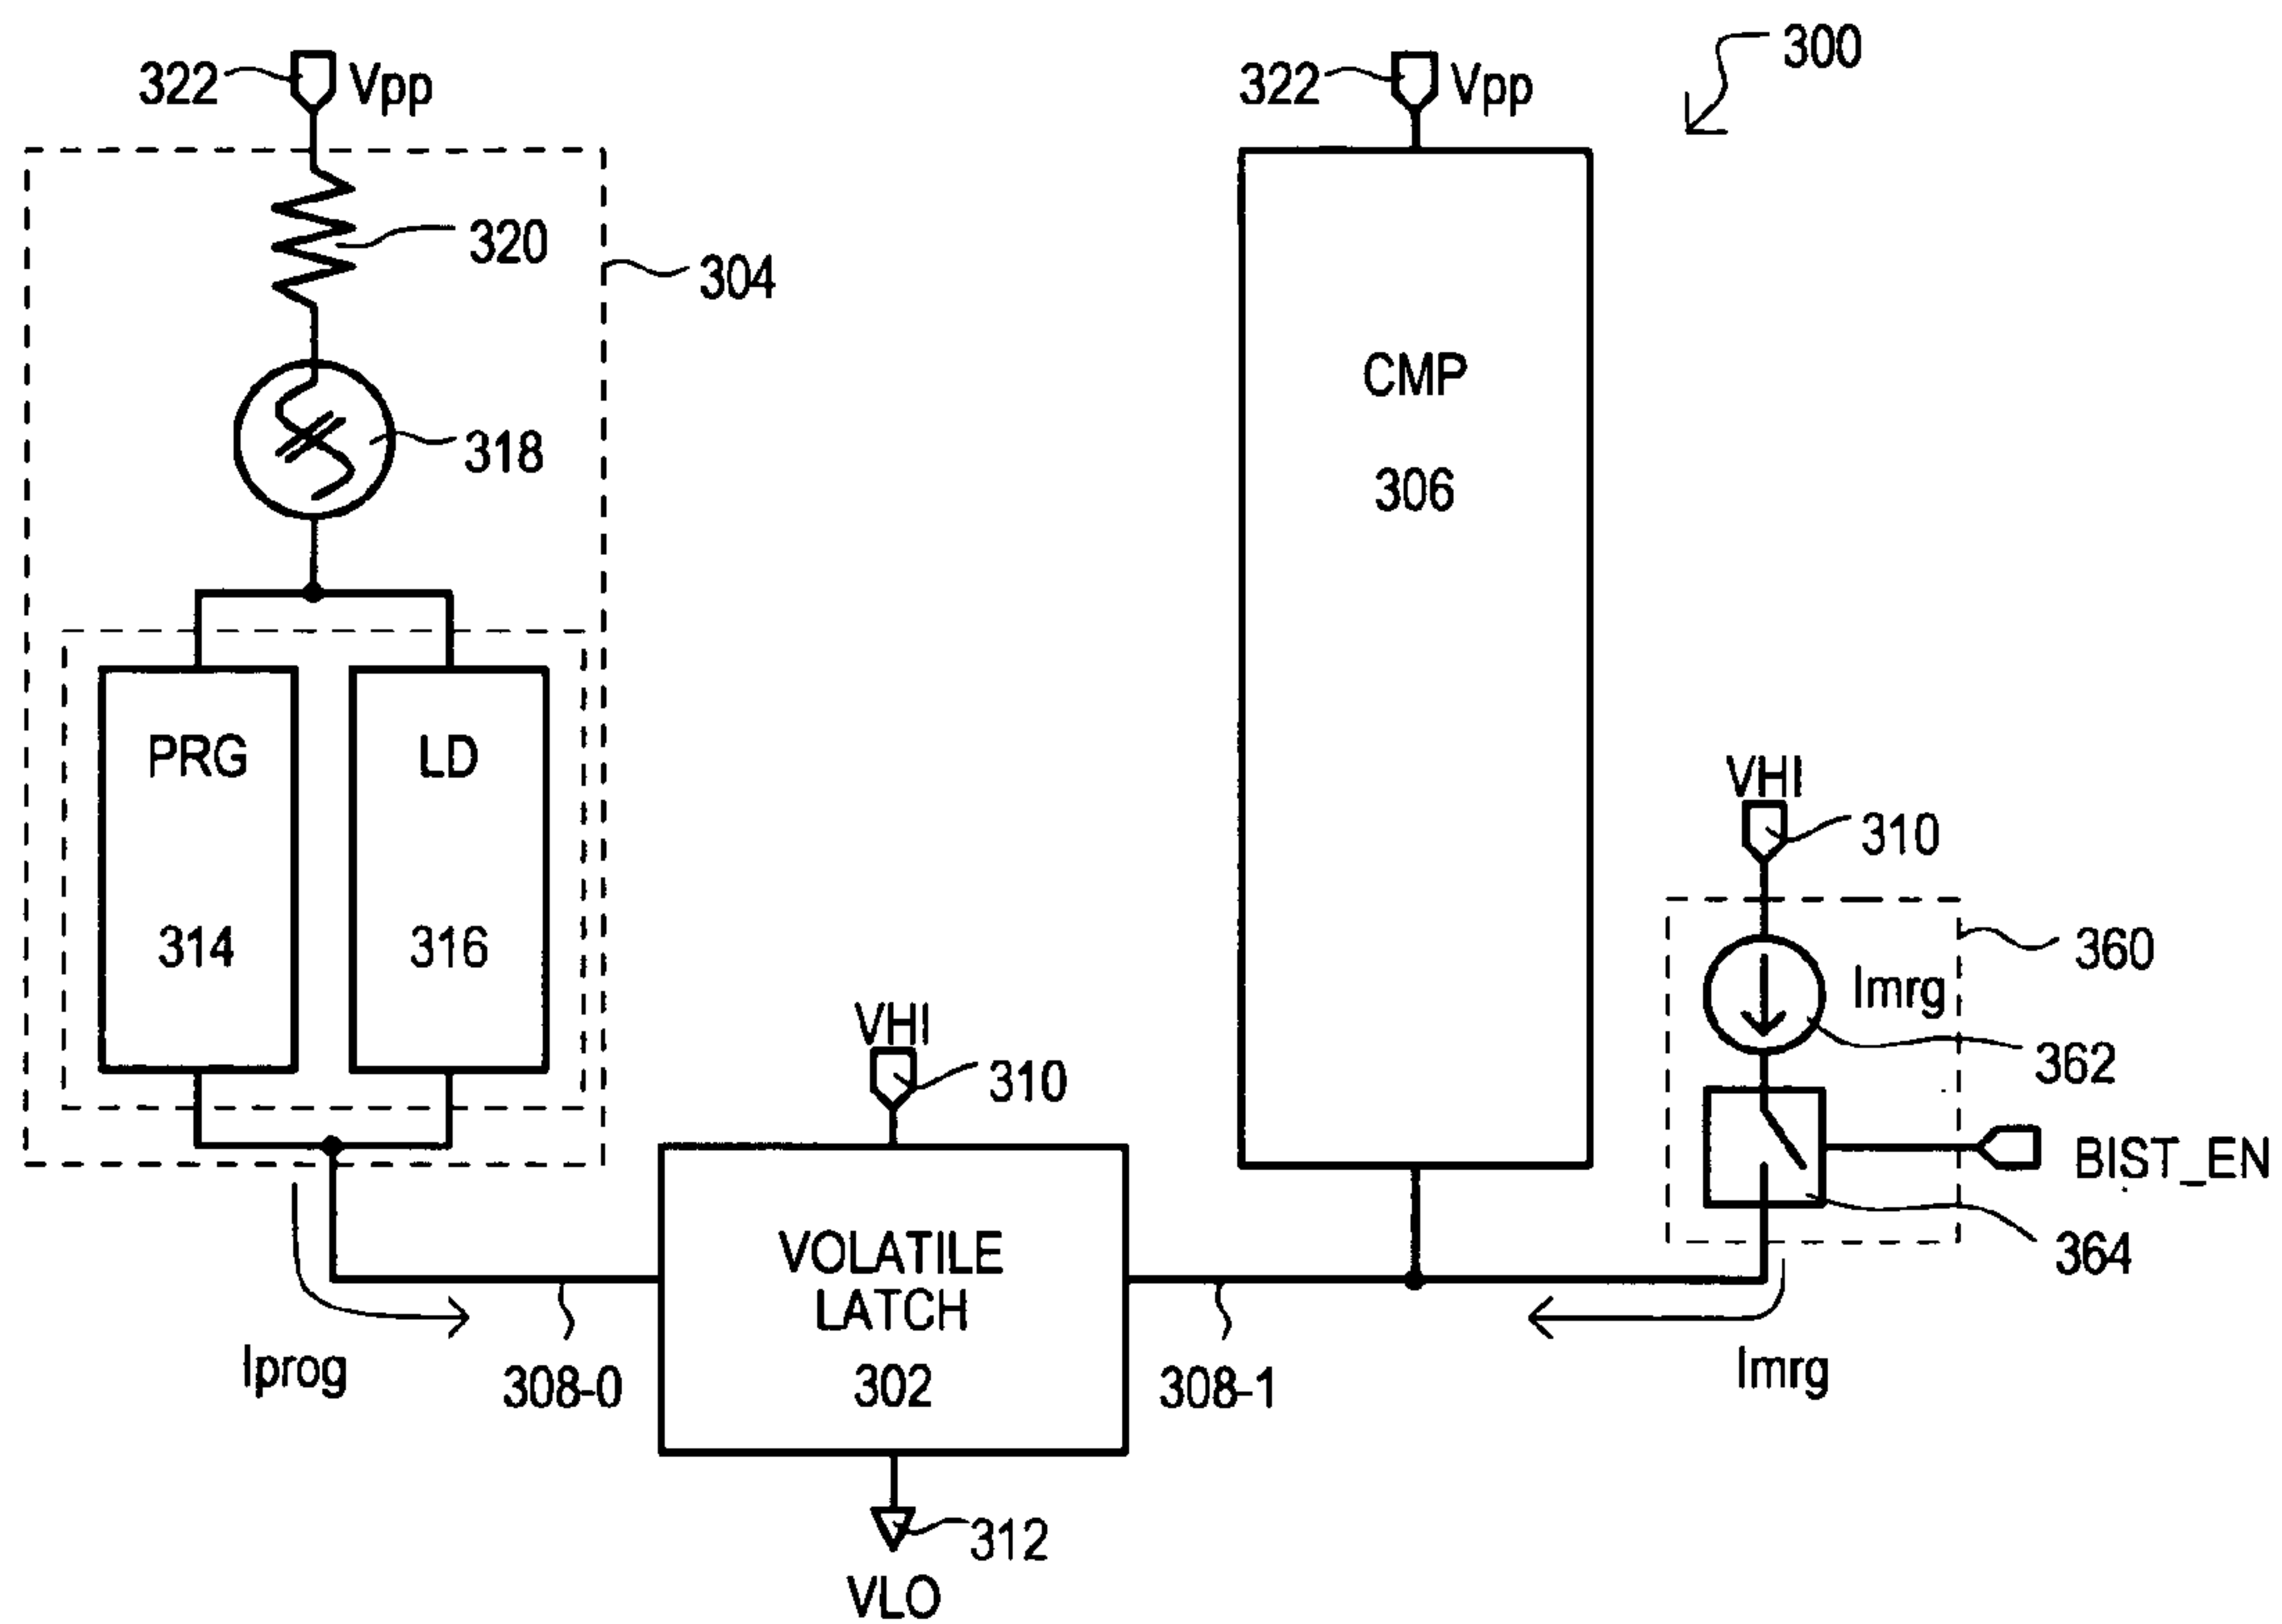 300
322 Vpp
322 Vpp
320
304
318
CMP
306
PRG
314
LD
316
VHI
310
360
Imrg
362
BIST_EN
364
VHI
310
VOLATILE
LATCH
302
Iprog
308-0
308-1
Imrg
312
VLO